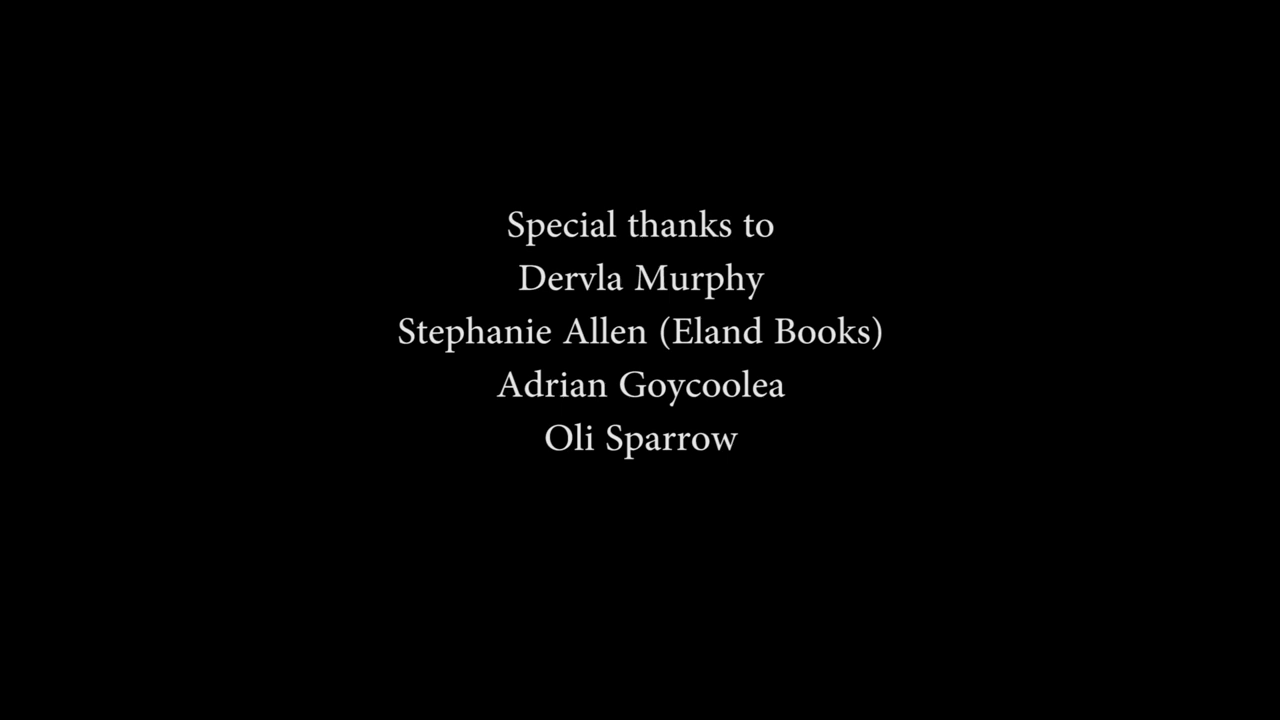 Special thanks to
Dervla Murphy
Stephanie Allen (Eland Books)
Adrian Goycoolea
Oli Sparrow